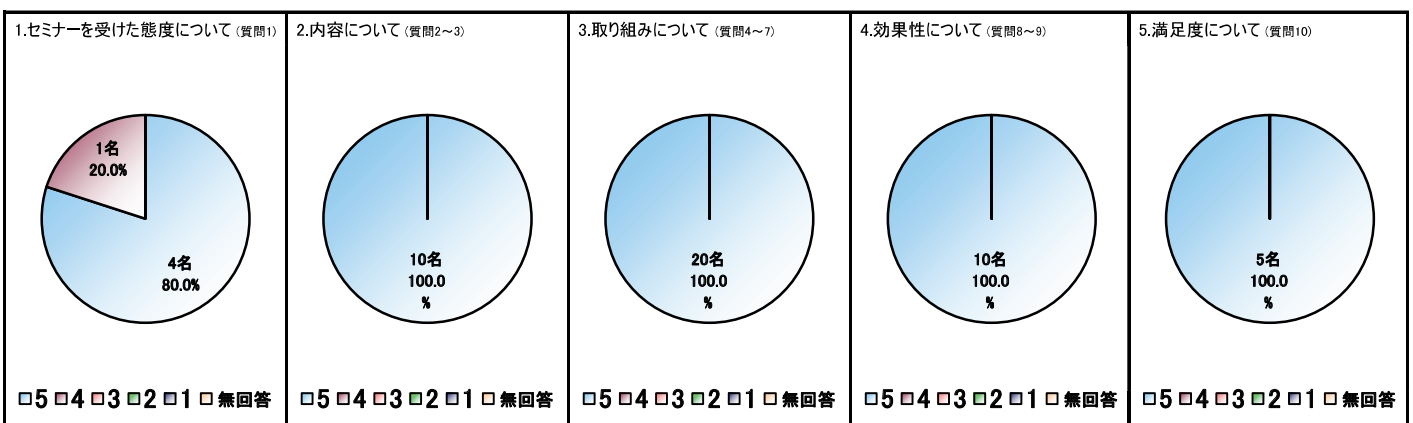 1.セミナーを受けた態度について(質問1)
1名
20.0%
4名
80.0%
5 4 3 2 1 無回答
2.内容について(質問2～3)
10名
100.0
%
5 4 3 2 1 無回答
3.取り組みについて(質問4～7)
20名
100.0
%
5 4 3 2 1 無回答
4.効果性について(質問8～9)
10名
100.0
%
5 4 3 2 1 無回答
5.満足度について(質問10)
5名
100.0
%
5 4 3 2 1 無回答